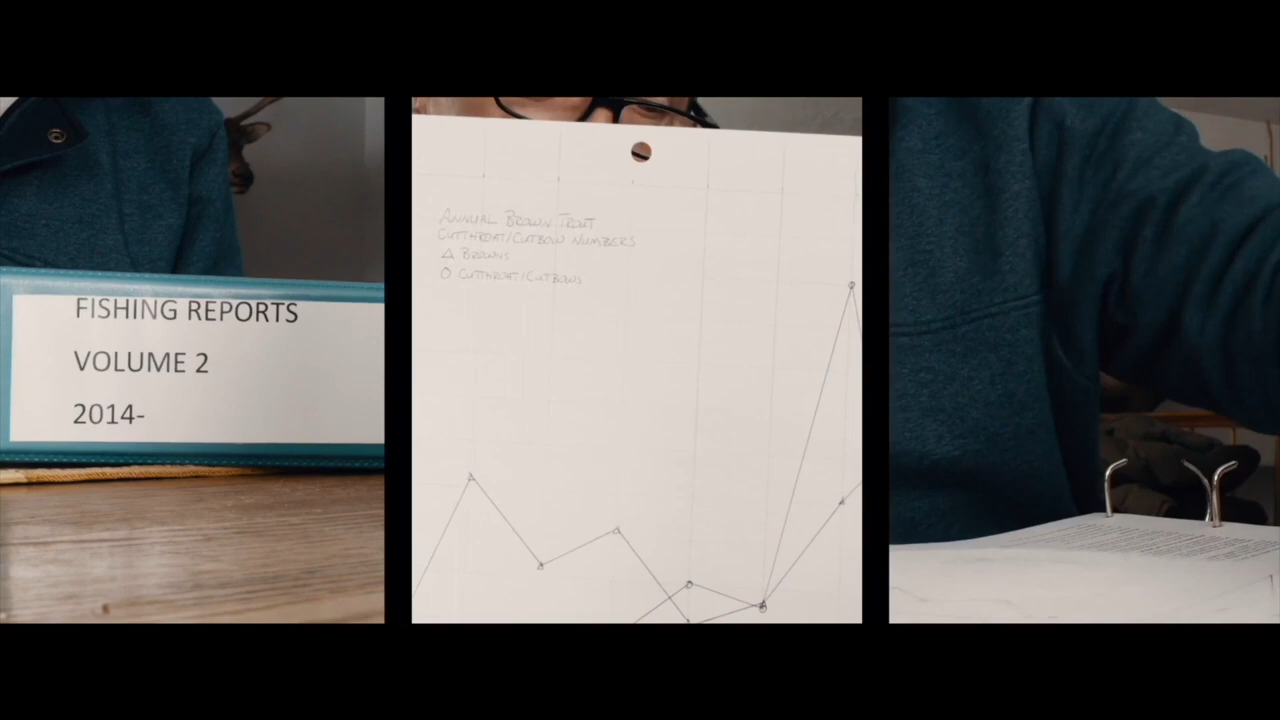 FISHING REPORTS
VOLUME 2
2014-
ANNUAL BROWN TROUT
CUTTHROAT/CUTBOW NUMBERS
△ BROWNS
O CUTTHROAT/CUTBOWS